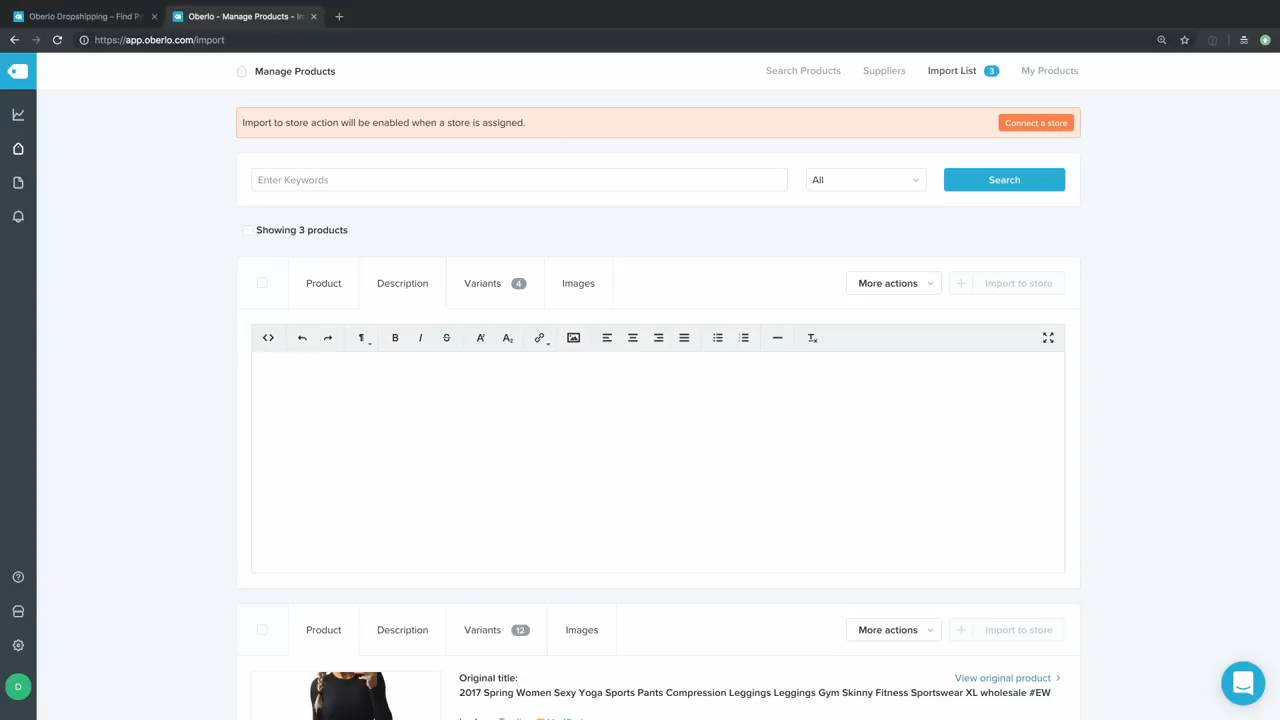 Oberlo Dropshipping – Find Pr
Oberlo - Manage Products - Im
https://app.oberlo.com/import
Manage Products
Search Products
Suppliers
Import List 3
My Products
Import to store action will be enabled when a store is assigned.
Connect a store
Enter Keywords
All
Search
Showing 3 products
Product
Description
Variants 4
Images
More actions
Import to store
Product
Description
Variants 12
Images
More actions
Import to store
Original title:
View original product
2017 Spring Women Sexy Yoga Sports Pants Compression Leggings Leggings Gym Skinny Fitness Sportswear XL wholesale #EW
D